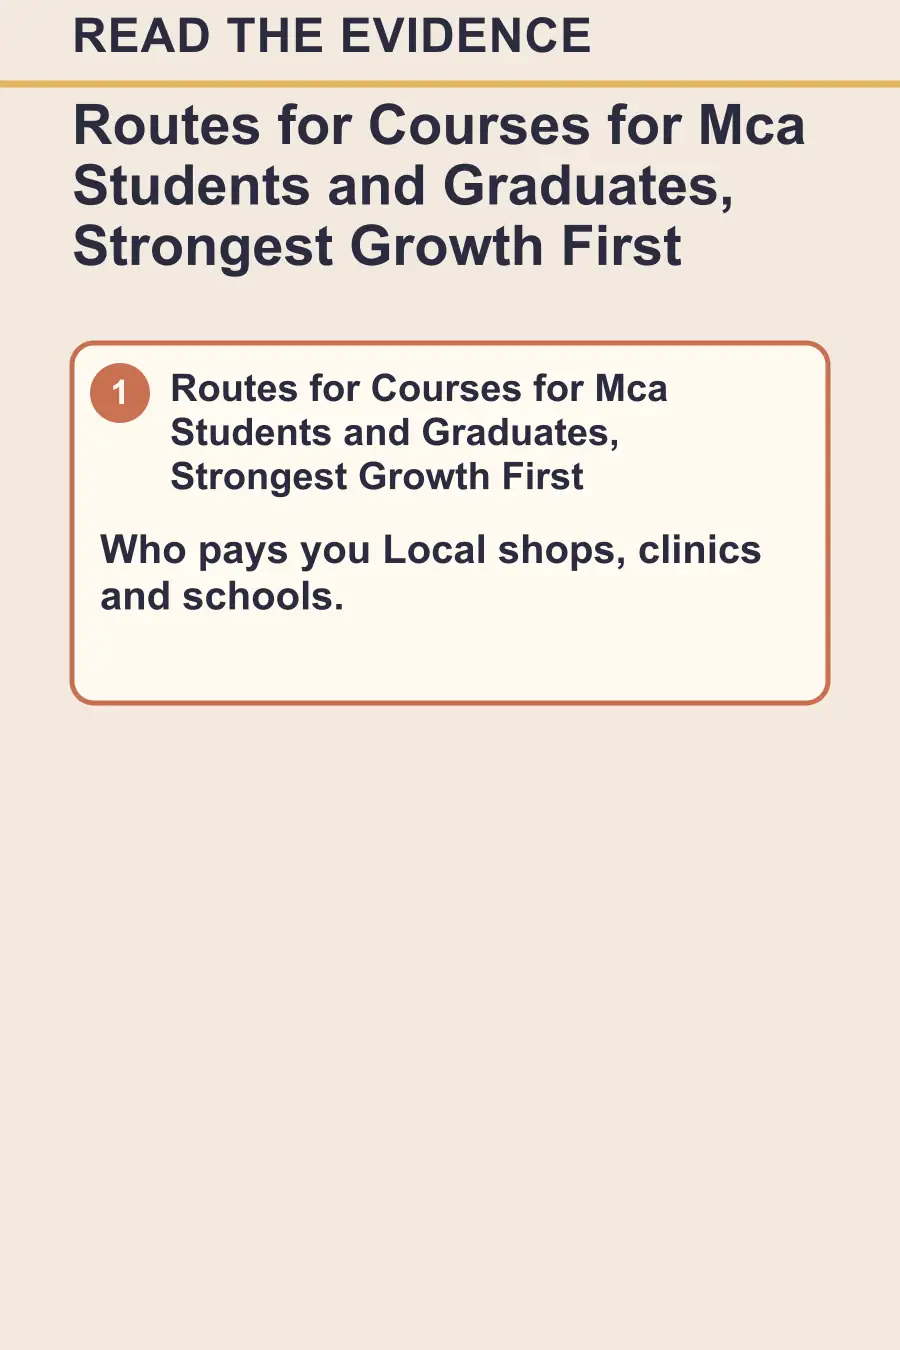 READ THE EVIDENCE
Routes for Courses for Mca
Students and Graduates,
Strongest Growth First
1
Routes for Courses for Mca
Students and Graduates,
Strongest Growth First
Who pays you Local shops, clinics
and schools.